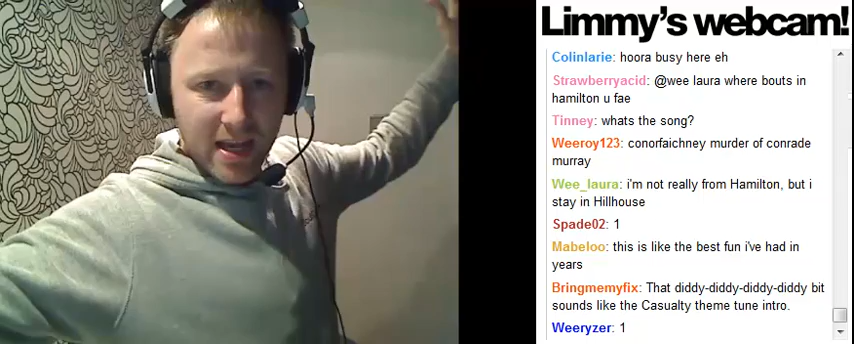 Limmy's webcam!
Colinlarie: hoora busy here eh
Strawberryacid: @wee laura where bouts in
hamilton u fae
Tinney: whats the song?
Weeroy123: conorfaichney murder of conrade
murray
Wee_laura: i'm not really from Hamilton, but i
stay in Hillhouse
Spade02: 1
Mabeloo: this is like the best fun i've had in
years
Bringmemyfix: That diddy-diddy-diddy-diddy bit
sounds like the Casualty theme tune intro.
Weeryzer: 1